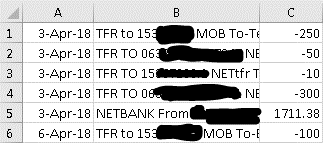 A B C
1 3-Apr-18 TFR to 153 MOB To-Te -250
2 3-Apr-18 TFR TO 063 NE -50
3 3-Apr-18 TFR TO 15 NETtfr T -10
4 3-Apr-18 TFR TO 06 NE -300
5 3-Apr-18 NETBANK From 1711.38
6 6-Apr-18 TFR to 153 MOB To-E -100